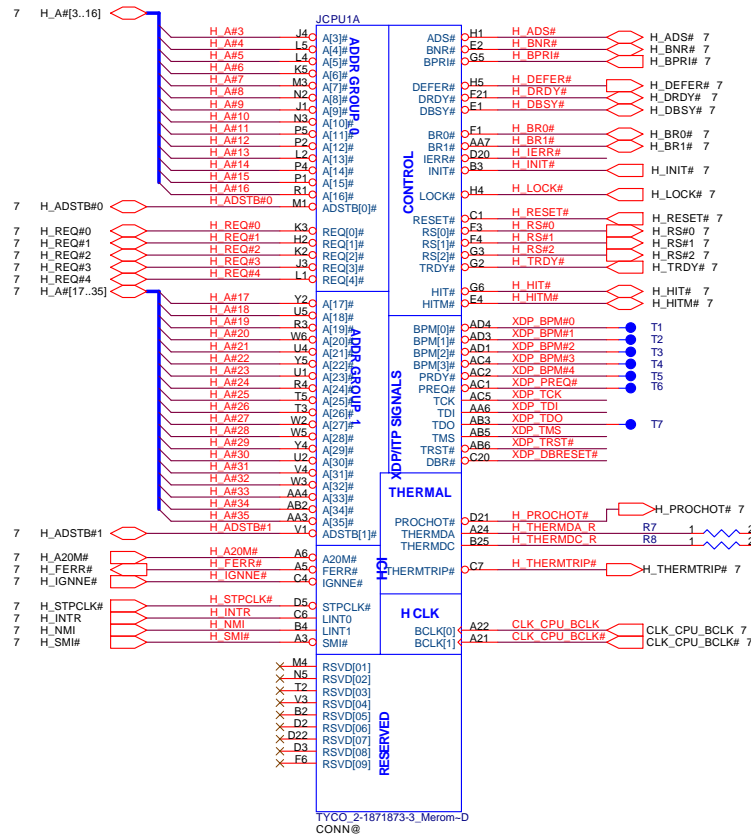 JCPU1A
7 H_A#[3..16]
H_A#3 J4 A[3]#
H_A#4 L5 A[4]#
H_A#5 L4 A[5]#
H_A#6 K5 A[6]#
H_A#7 M3 A[7]#
H_A#8 N2 A[8]#
H_A#9 J1 A[9]#
H_A#10 N3 A[10]#
H_A#11 P5 A[11]#
H_A#12 P2 A[12]#
H_A#13 L2 A[13]#
H_A#14 P4 A[14]#
H_A#15 P1 A[15]#
H_A#16 R1 A[16]#
7 H_ADSTB#0 H_ADSTB#0 M1 ADSTB[0]#
ADDR GROUP 0
7 H_REQ#0 H_REQ#0 K3 REQ[0]#
7 H_REQ#1 H_REQ#1 H2 REQ[1]#
7 H_REQ#2 H_REQ#2 K2 REQ[2]#
7 H_REQ#3 H_REQ#3 J3 REQ[3]#
7 H_REQ#4 H_REQ#4 L1 REQ[4]#
7 H_A#[17..35]
H_A#17 Y2 A[17]#
H_A#18 U5 A[18]#
H_A#19 R3 A[19]#
H_A#20 W6 A[20]#
H_A#21 U4 A[21]#
H_A#22 Y5 A[22]#
H_A#23 U1 A[23]#
H_A#24 R4 A[24]#
H_A#25 T5 A[25]#
H_A#26 T3 A[26]#
H_A#27 W2 A[27]#
H_A#28 W5 A[28]#
H_A#29 Y4 A[29]#
H_A#30 U2 A[30]#
H_A#31 V4 A[31]#
H_A#32 W3 A[32]#
H_A#33 AA4 A[33]#
H_A#34 AB2 A[34]#
H_A#35 AA3 A[35]#
7 H_ADSTB#1 H_ADSTB#1 V1 ADSTB[1]#
ADDR GROUP 1
7 H_A20M# H_A20M# A6 A20M#
7 H_FERR# H_FERR# A5 FERR#
7 H_IGNNE# H_IGNNE# C4 IGNNE#
ICH
7 H_STPCLK# H_STPCLK# D5 STPCLK#
7 H_INTR H_INTR C6 LINT0
7 H_NMI H_NMI B4 LINT1
7 H_SMI# H_SMI# A3 SMI#
M4 RSVD[01]
N5 RSVD[02]
T2 RSVD[03]
V3 RSVD[04]
B2 RSVD[05]
D2 RSVD[06]
D22 RSVD[07]
D3 RSVD[08]
F6 RSVD[09]
RESERVED
CONTROL
ADS# H1 H_ADS# H_ADS# 7
BNR# E2 H_BNR# H_BNR# 7
BPRI# G5 H_BPRI# H_BPRI# 7
DEFER# H5 H_DEFER# H_DEFER# 7
DRDY# F21 H_DRDY# H_DRDY# 7
DBSY# E1 H_DBSY# H_DBSY# 7
BR0# F1 H_BR0# H_BR0# 7
BR1# AA7 H_BR1# H_BR1# 7
IERR# D20 H_IERR#
INIT# B3 H_INIT# H_INIT# 7
LOCK# H4 H_LOCK# H_LOCK# 7
RESET# C1 H_RESET# H_RESET# 7
RS[0]# F3 H_RS#0 H_RS#0 7
RS[1]# F4 H_RS#1 H_RS#1 7
RS[2]# G3 H_RS#2 H_RS#2 7
TRDY# G2 H_TRDY# H_TRDY# 7
HIT# G6 H_HIT# H_HIT# 7
HITM# E4 H_HITM# H_HITM# 7
XDP/ITP SIGNALS
BPM[0]# AD4 XDP_BPM#0 T1
BPM[1]# AD3 XDP_BPM#1 T2
BPM[2]# AD1 XDP_BPM#2 T3
BPM[3]# AC4 XDP_BPM#3 T4
PRDY# AC2 XDP_BPM#4 T5
PREQ# AC1 XDP_PREQ# T6
TCK AC5 XDP_TCK
TDI AA6 XDP_TDI
TDO AB3 XDP_TDO T7
TMS AB5 XDP_TMS
TRST# AB6 XDP_TRST#
DBR# C20 XDP_DBRESET#
THERMAL
PROCHOT# D21 H_PROCHOT# H_PROCHOT# 7
THERMDA A24 H_THERMDA_R R7 1 2
THERMDC B25 H_THERMDC_R R8 1 2
THERMTRIP# C7 H_THERMTRIP# H_THERMTRIP# 7
H CLK
BCLK[0] A22 CLK_CPU_BCLK CLK_CPU_BCLK 7
BCLK[1] A21 CLK_CPU_BCLK# CLK_CPU_BCLK# 7
TYCO_2-1871873-3_Merom~D
CONN@